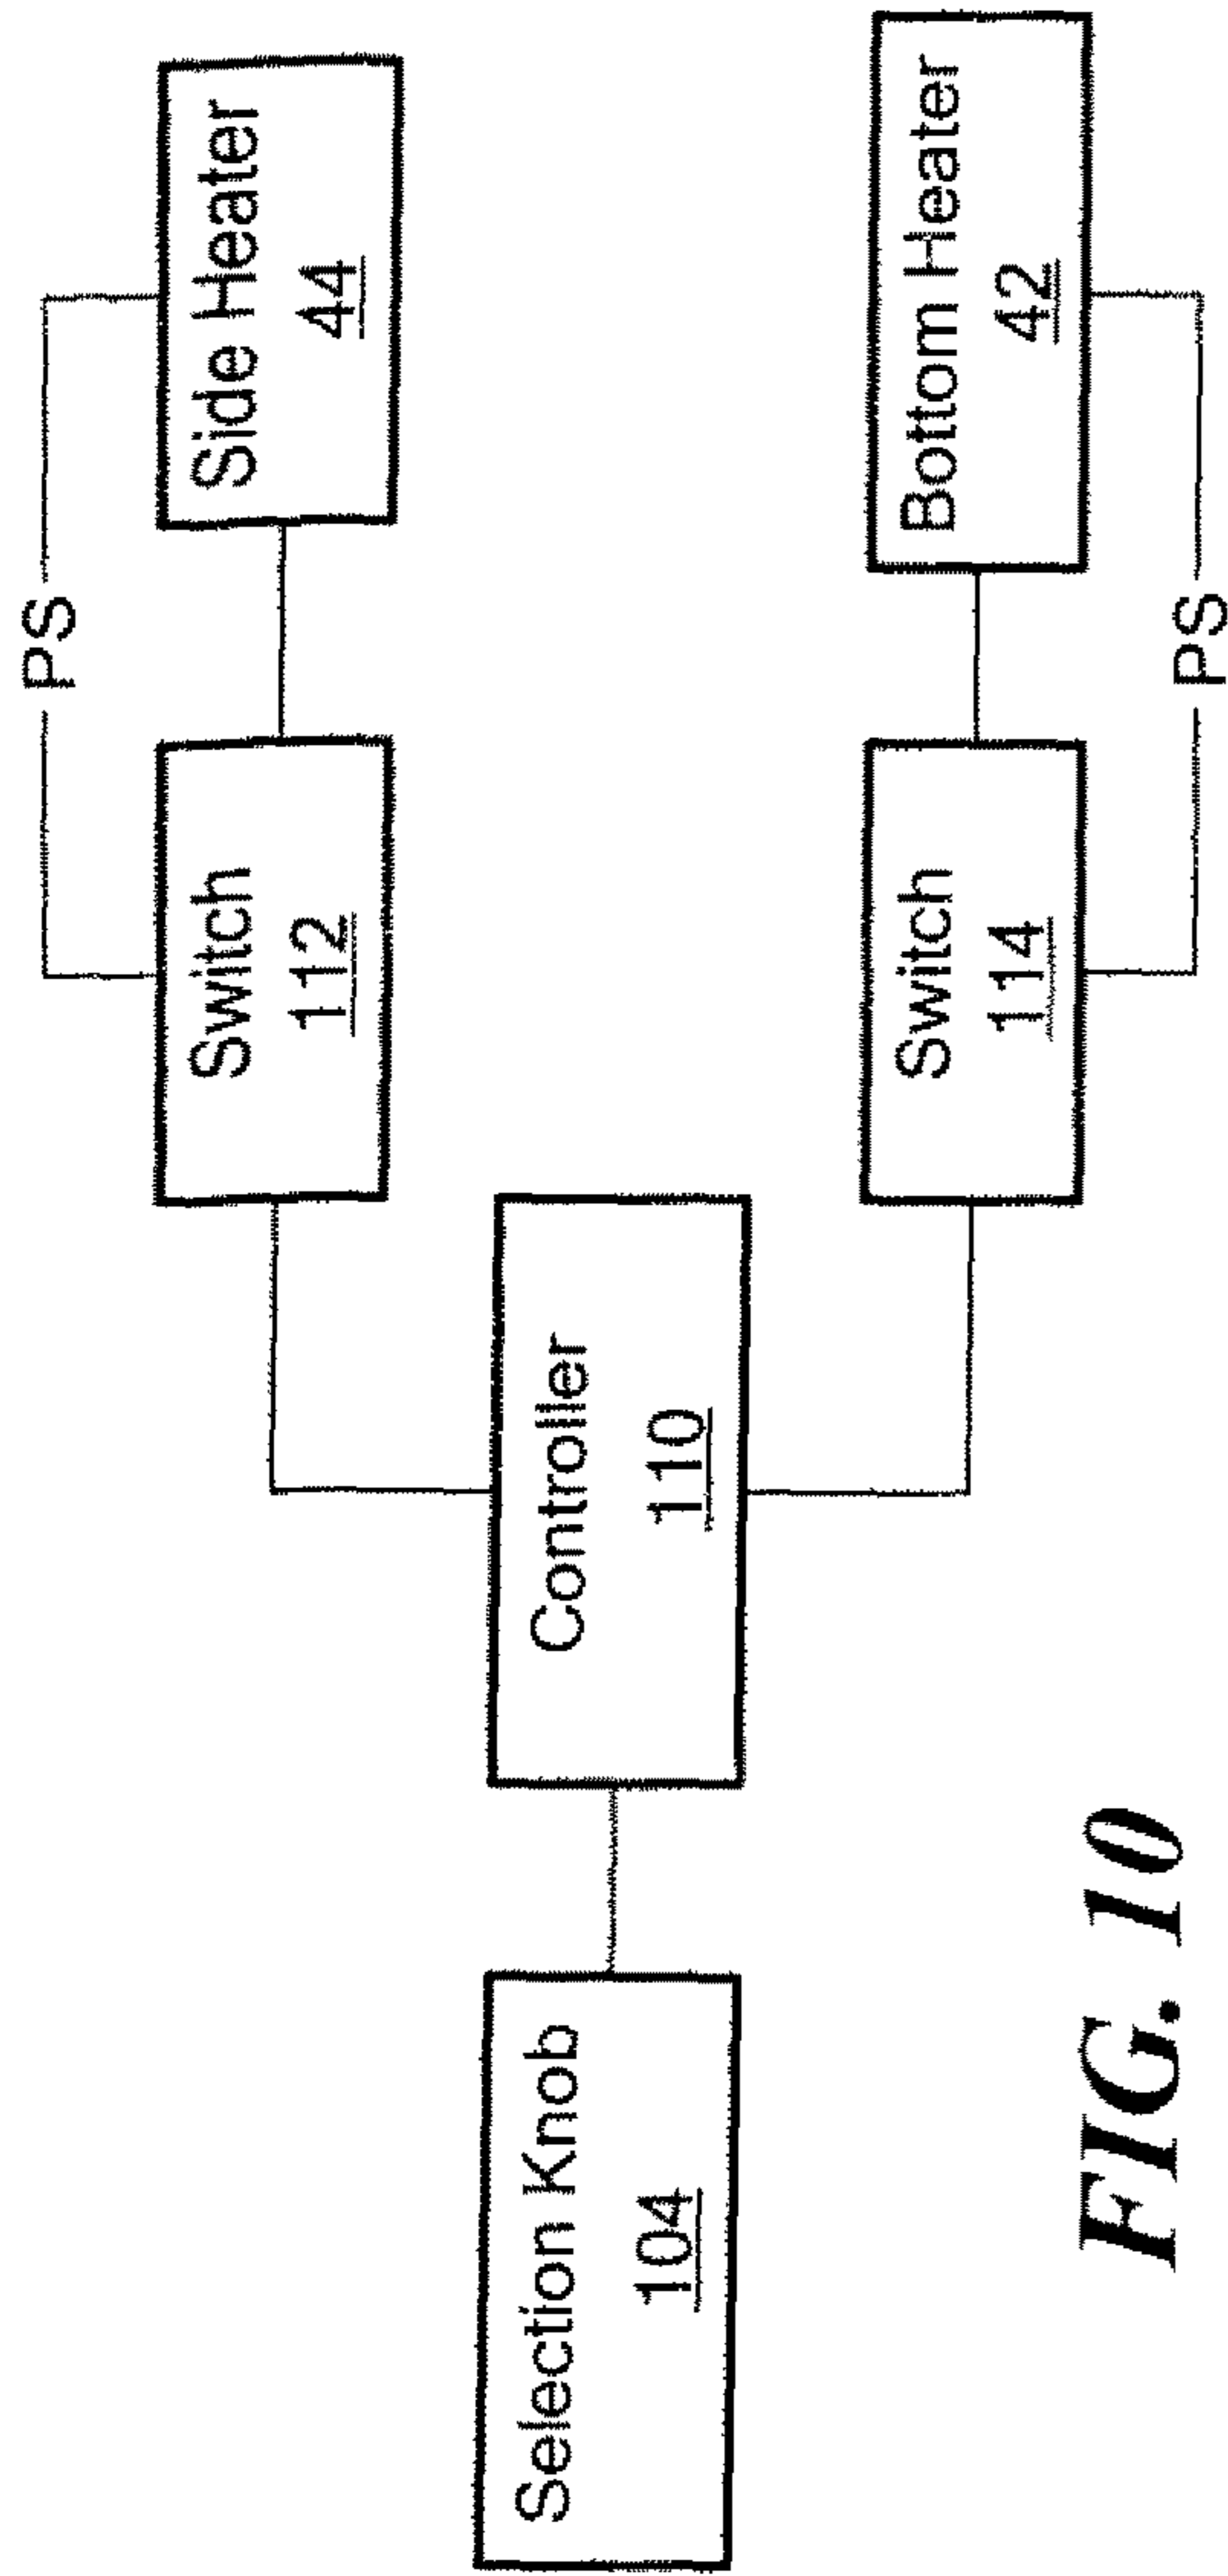 PS
Side Heater
44
Switch
112
Controller
110
Selection Knob
104
Switch
114
Bottom Heater
42
PS
FIG. 10